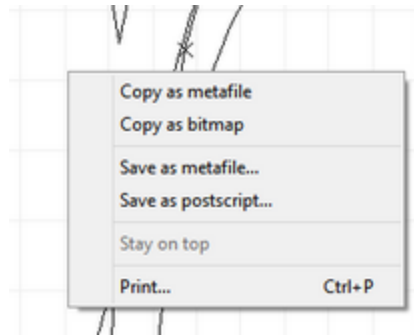 Copy as metafile
Copy as bitmap
Save as metafile...
Save as postscript...
Stay on top
Print... Ctrl+P